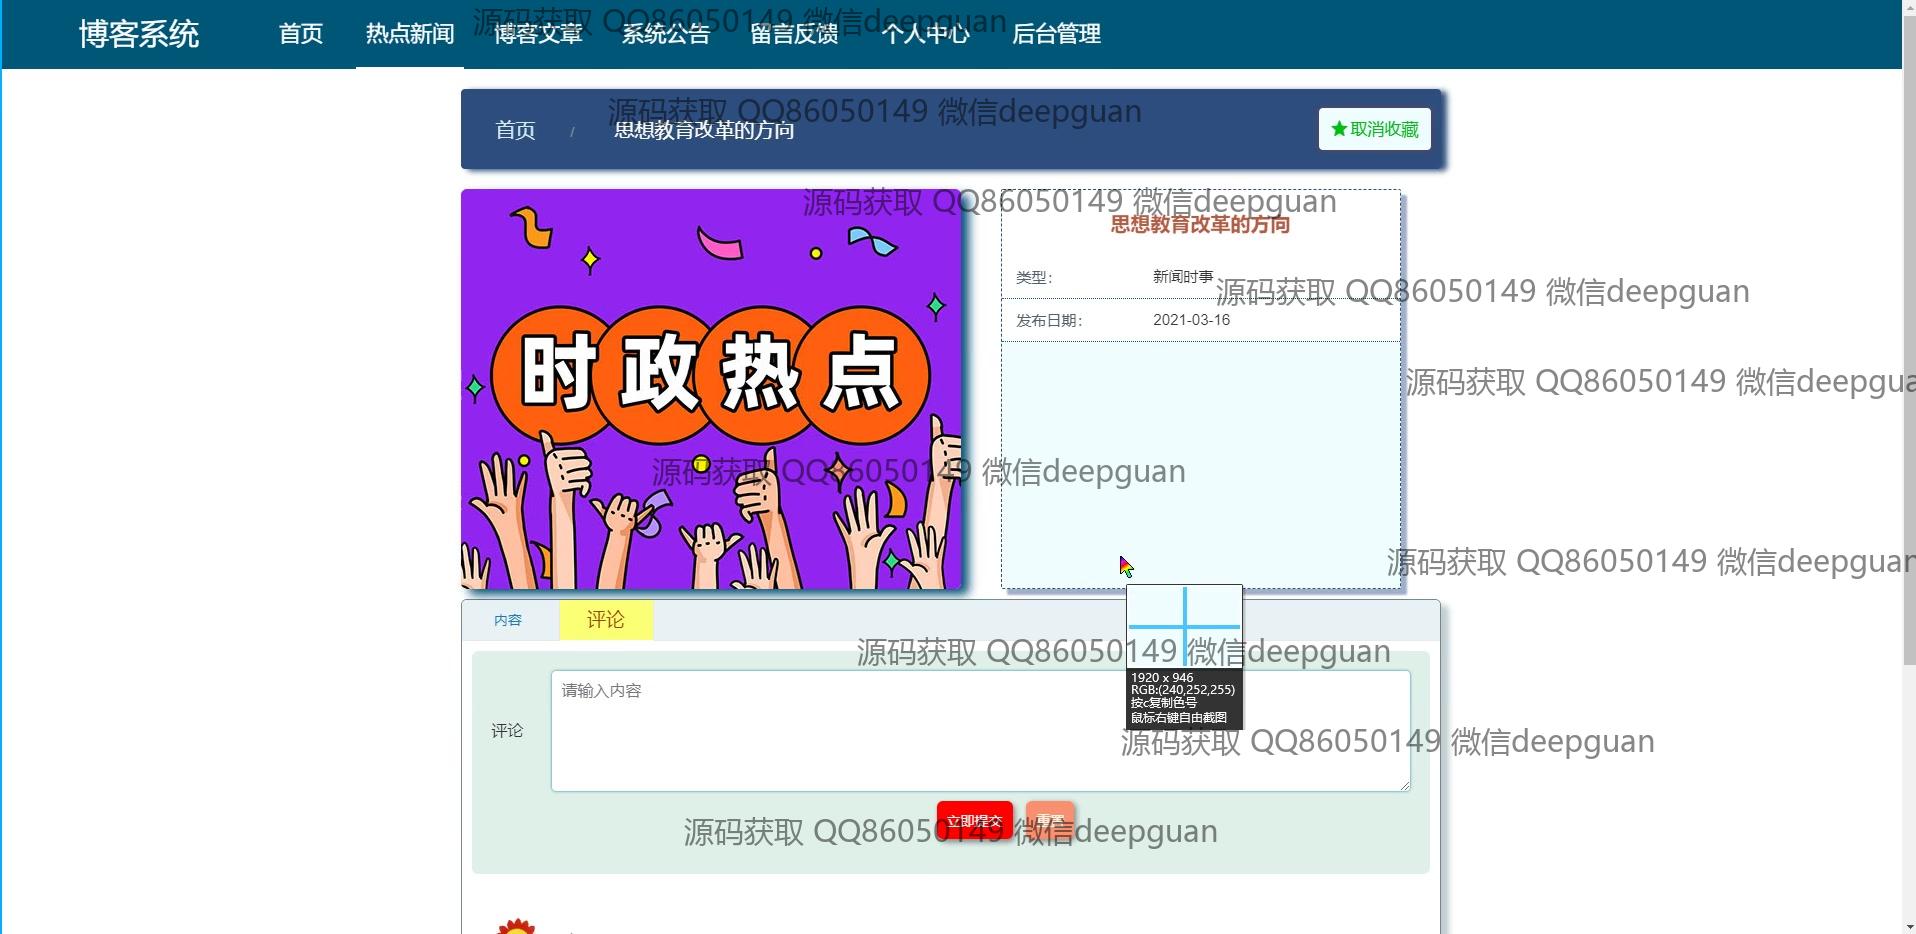 博客系统 首页 热点新闻 博客文章 系统公告 留言反馈 个人中心 后台管理
源码获取 QQ86050149 微信deepguan
源码获取 QQ86050149 微信deepguan
首页 / 思想教育改革的方向 ★取消收藏
源码获取 QQ86050149 微信deepguan
思想教育改革的方向
类型: 新闻时事
源码获取 QQ86050149 微信deepguan
发布日期: 2021-03-16
时政热点
源码获取 QQ86050149 微信deepgua
源码获取 QQ86050149 微信deepguan
源码获取 QQ86050149 微信deepguan
内容 评论
源码获取 QQ86050149 微信deepguan
1920 x 946
RGB:(240,252,255)
按c复制色号
鼠标右键自由截图
请输入内容
评论
源码获取 QQ86050149 微信deepguan
立即提交 重置
源码获取 QQ86050149 微信deepguan